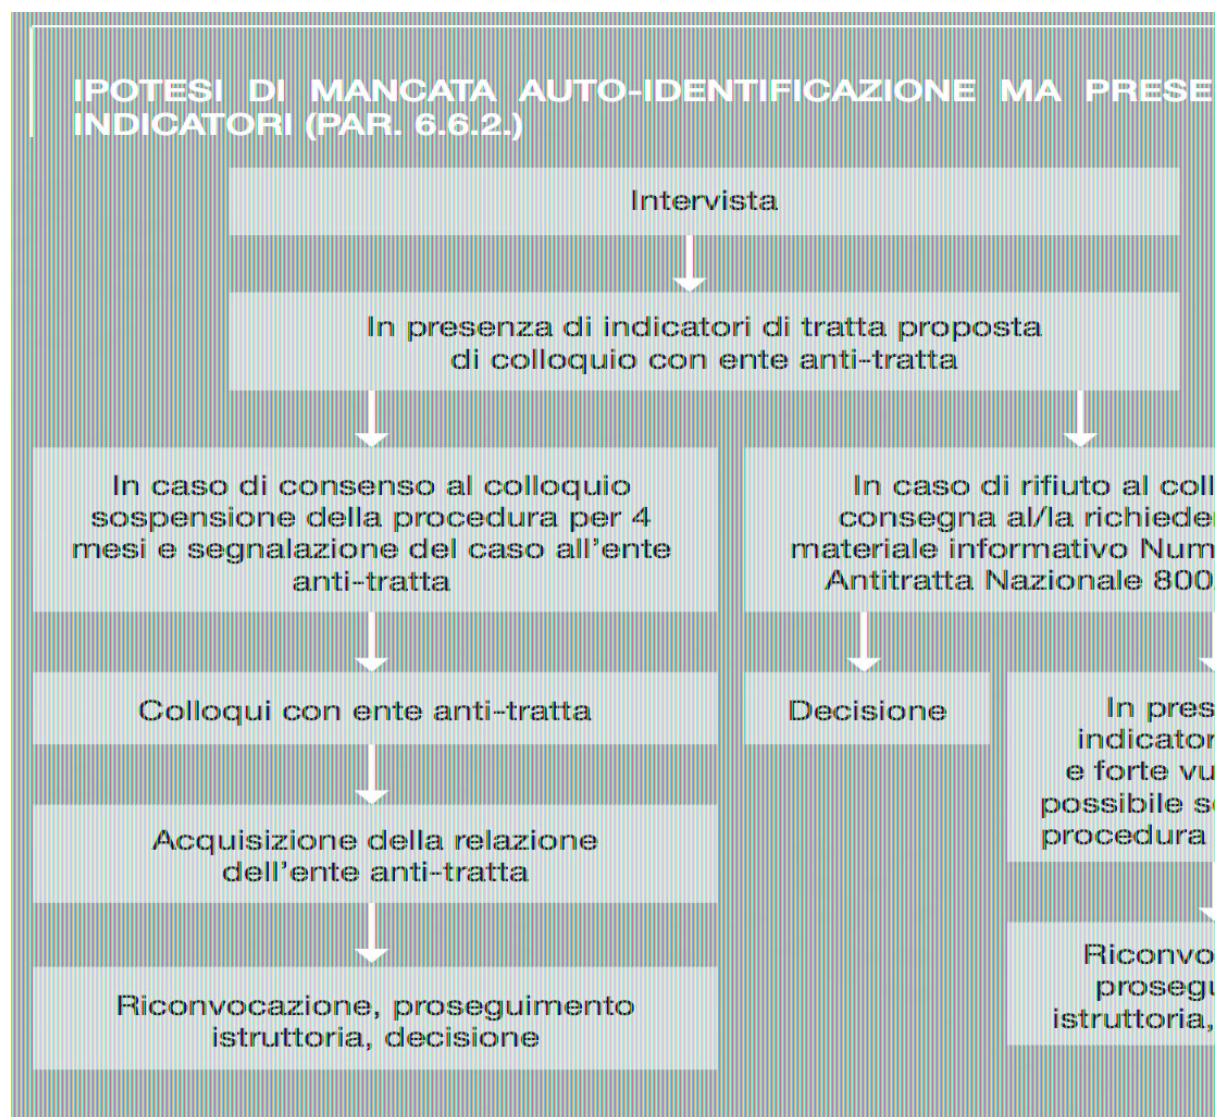 IPOTESI DI MANCATA AUTO-IDENTIFICAZIONE MA PRESE
INDICATORI (PAR. 6.6.2.)
Intervista
In presenza di indicatori di tratta proposta
di colloquio con ente anti-tratta
In caso di consenso al colloquio
sospensione della procedura per 4
mesi e segnalazione del caso all'ente
anti-tratta
In caso di rifiuto al coll
consegna al/la richieder
materiale informativo Num
Antitratta Nazionale 800
Colloqui con ente anti-tratta
Decisione
In pres
indicator
e forte vu
possibile s
procedura
Acquisizione della relazione
dell'ente anti-tratta
Riconvocazione, proseguimento
istruttoria, decisione
Riconvo
prosegu
istruttoria,